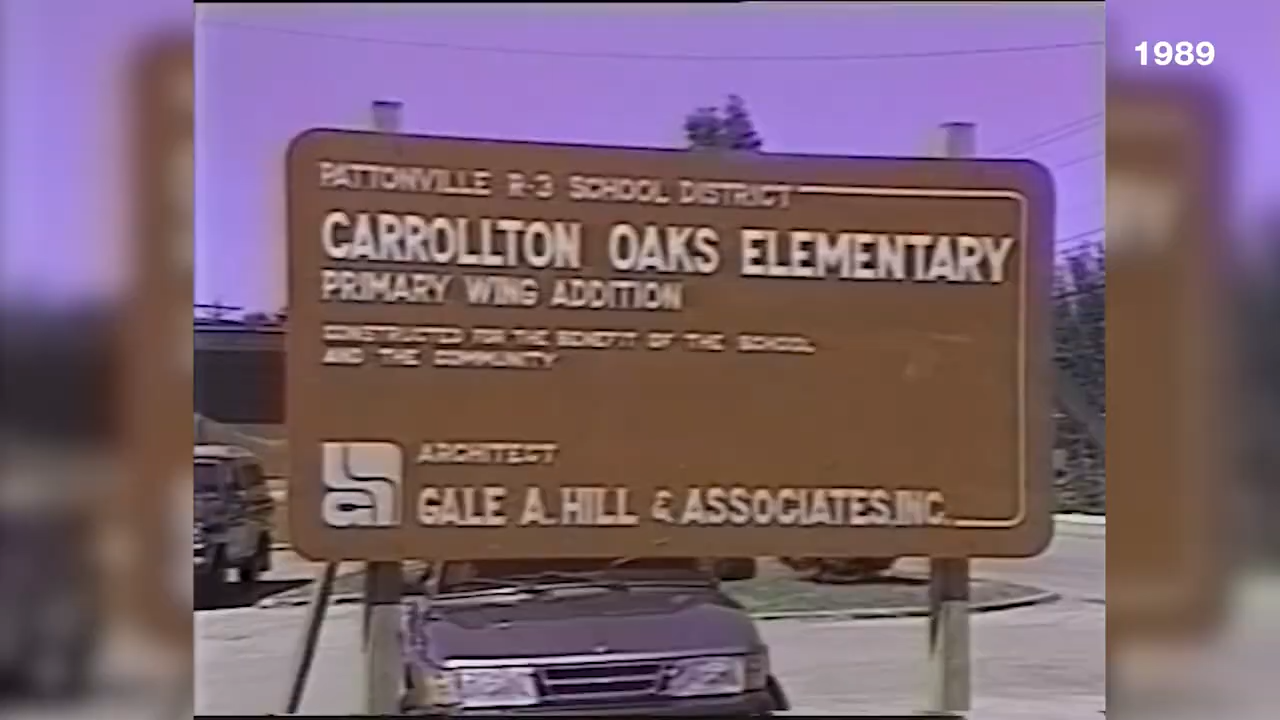 1989
PATTONVILLE R-3 SCHOOL DISTRICT
CARROLLTON OAKS ELEMENTARY
PRIMARY WING ADDITION
CONSTRUCTED FOR THE BENEFIT OF THE SCHOOL
AND THE COMMUNITY
ARCHITECT
GALE A. HILL & ASSOCIATES, INC.